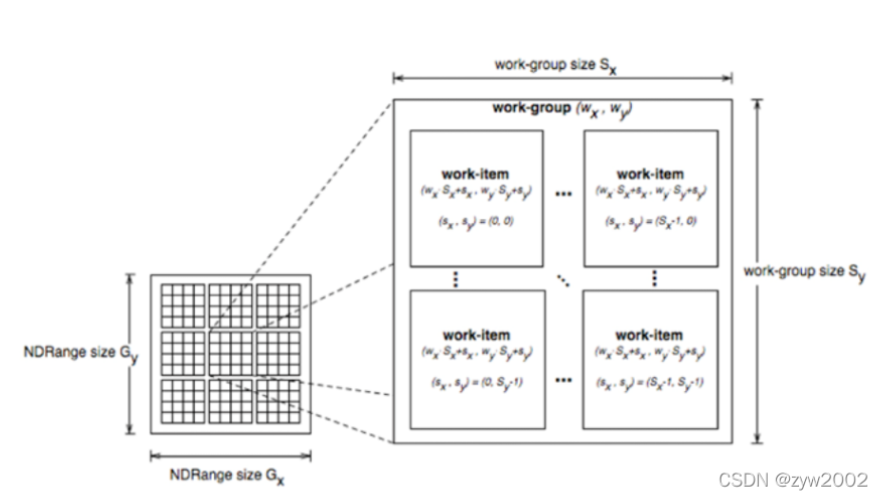 work-group size Sx
work-group (wx , wy)
work-item
(wx· Sx+sx , wy· Sy+sy)
(sx , sy) = (0, 0)
...
work-item
(wx· Sx+sx , wy· Sy+sy)
(sx , sy) = (Sx-1, 0)
work-group size Sy
work-item
(wx· Sx+sx , wy· Sy+sy)
(sx , sy) = (0, Sy-1)
...
work-item
(wx· Sx+sx , wy· Sy+sy)
(sx , sy) = (Sx-1, Sy-1)
NDRange size Gy
NDRange size Gx
CSDN @zyw2002